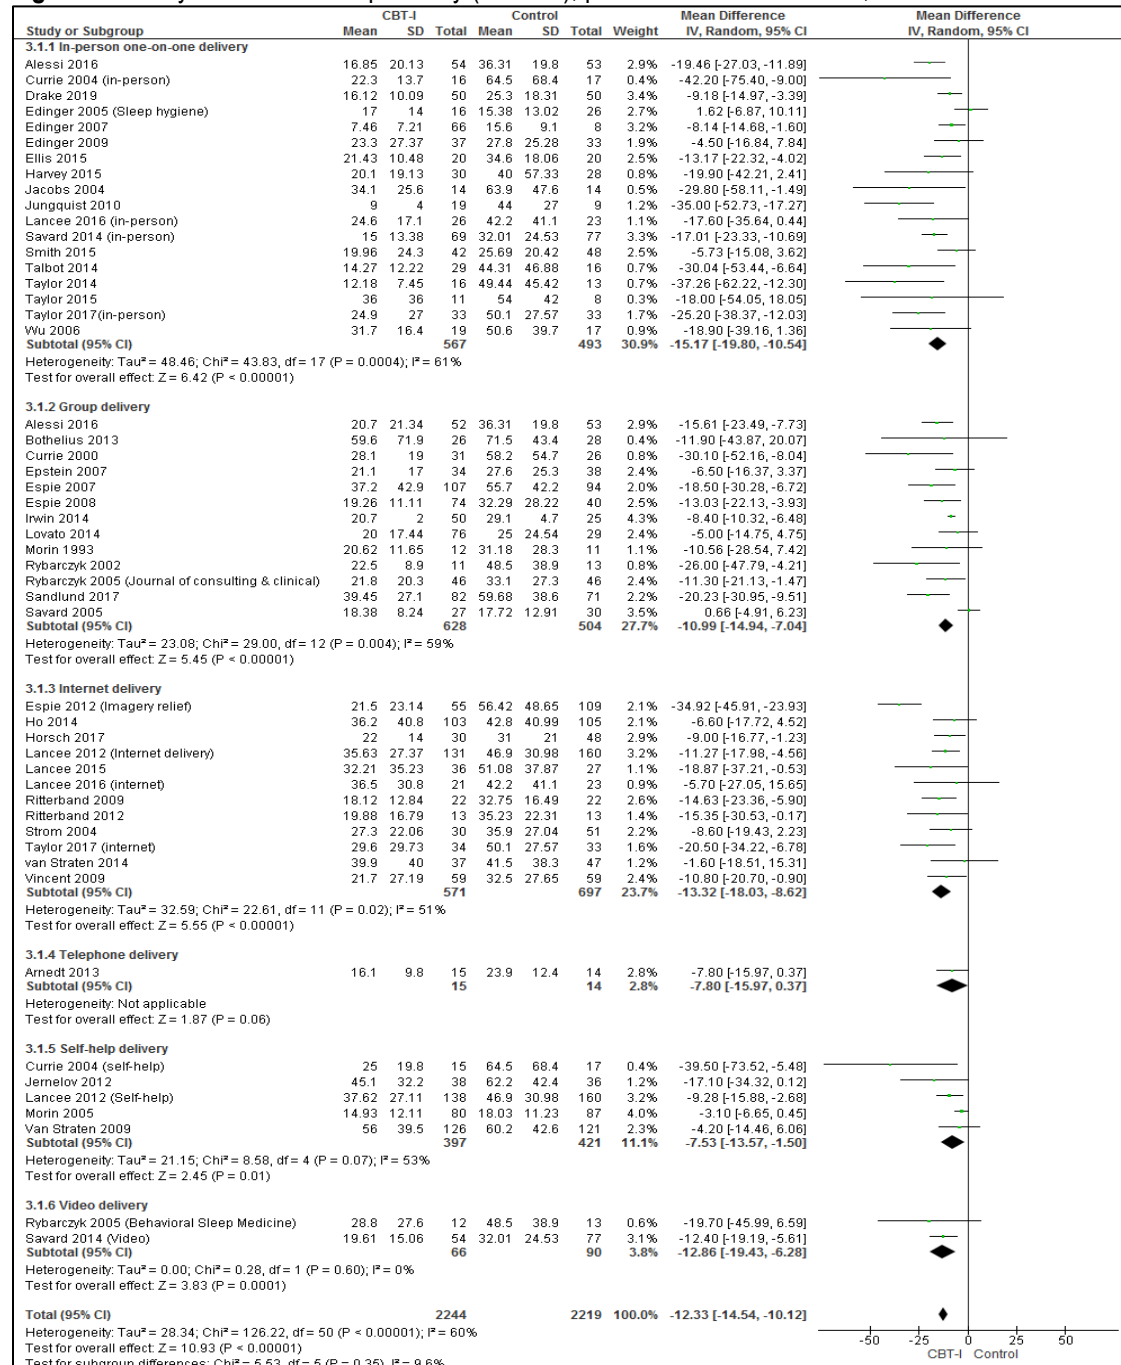 CBT-I Control Mean Difference Mean Difference
Study or Subgroup Mean SD Total Mean SD Total Weight IV, Random, 95% CI IV, Random, 95% CI
3.1.1 In-person one-on-one delivery
Alessi 2016 16.85 20.13 54 36.31 19.8 53 2.9% -19.46 [-27.03, -11.89]
Currie 2004 (in-person) 22.3 13.7 16 64.5 68.4 17 0.4% -42.20 [-75.40, -9.00]
Drake 2019 16.12 10.09 50 25.3 18.31 50 3.4% -9.18 [-14.97, -3.39]
Edinger 2005 (Sleep hygiene) 17 14 16 15.38 13.02 26 2.7% 1.62 [-6.87, 10.11]
Edinger 2007 7.46 7.21 66 15.6 9.1 8 3.2% -8.14 [-14.68, -1.60]
Edinger 2009 23.3 27.37 37 27.8 25.28 33 1.9% -4.50 [-16.84, 7.84]
Ellis 2015 21.43 10.48 20 34.6 18.06 20 2.5% -13.17 [-22.32, -4.02]
Harvey 2015 20.1 19.13 30 40 57.33 28 0.8% -19.90 [-42.21, 2.41]
Jacobs 2004 34.1 25.6 14 63.9 47.6 14 0.5% -29.80 [-58.11, -1.49]
Jungquist 2010 9 4 19 44 27 9 1.2% -35.00 [-52.73, -17.27]
Lancee 2016 (in-person) 24.6 17.1 26 42.2 41.1 23 1.1% -17.60 [-35.64, 0.44]
Savard 2014 (in-person) 15 13.38 69 32.01 24.53 77 3.3% -17.01 [-23.33, -10.69]
Smith 2015 19.96 24.3 42 25.69 20.42 48 2.5% -5.73 [-15.08, 3.62]
Talbot 2014 14.27 12.22 29 44.31 46.88 16 0.7% -30.04 [-53.44, -6.64]
Taylor 2014 12.18 7.45 16 49.44 45.42 13 0.7% -37.26 [-62.22, -12.30]
Taylor 2015 36 36 11 54 42 8 0.3% -18.00 [-54.05, 18.05]
Taylor 2017(in-person) 24.9 27 33 50.1 27.57 33 1.7% -25.20 [-38.37, -12.03]
Wu 2006 31.7 16.4 19 50.6 39.7 17 0.9% -18.90 [-39.16, 1.36]
Subtotal (95% CI) 567 493 30.9% -15.17 [-19.80, -10.54]
Heterogeneity: Tau² = 48.46; Chi² = 43.83, df = 17 (P = 0.0004); I² = 61%
Test for overall effect: Z = 6.42 (P < 0.00001)
3.1.2 Group delivery
Alessi 2016 20.7 21.34 52 36.31 19.8 53 2.9% -15.61 [-23.49, -7.73]
Bothelius 2013 59.6 71.9 26 71.5 43.4 28 0.4% -11.90 [-43.87, 20.07]
Currie 2000 28.1 19 31 58.2 54.7 26 0.8% -30.10 [-52.16, -8.04]
Epstein 2007 21.1 17 34 27.6 25.3 38 2.4% -6.50 [-16.37, 3.37]
Espie 2007 37.2 42.9 107 55.7 42.2 94 2.0% -18.50 [-30.28, -6.72]
Espie 2008 19.26 11.11 74 32.29 28.22 40 2.5% -13.03 [-22.13, -3.93]
Irwin 2014 20.7 2 50 29.1 4.7 25 4.3% -8.40 [-10.32, -6.48]
Lovato 2014 20 17.44 76 25 24.54 29 2.4% -5.00 [-14.75, 4.75]
Morin 1993 20.62 11.65 12 31.18 28.3 11 1.1% -10.56 [-28.54, 7.42]
Rybarczyk 2002 22.5 8.9 11 48.5 38.9 13 0.8% -26.00 [-47.79, -4.21]
Rybarczyk 2005 (Journal of consulting & clinical) 21.8 20.3 46 33.1 27.3 46 2.4% -11.30 [-21.13, -1.47]
Sandlund 2017 39.45 27.1 82 59.68 38.6 71 2.2% -20.23 [-30.95, -9.51]
Savard 2005 18.38 8.24 27 17.72 12.91 30 3.5% 0.66 [-4.91, 6.23]
Subtotal (95% CI) 628 504 27.7% -10.99 [-14.94, -7.04]
Heterogeneity: Tau² = 23.08; Chi² = 29.00, df = 12 (P = 0.004); I² = 59%
Test for overall effect: Z = 5.45 (P < 0.00001)
3.1.3 Internet delivery
Espie 2012 (Imagery relief) 21.5 23.14 55 56.42 48.65 109 2.1% -34.92 [-45.91, -23.93]
Ho 2014 36.2 40.8 103 42.8 40.99 105 2.1% -6.60 [-17.72, 4.52]
Horsch 2017 22 14 30 31 21 48 2.9% -9.00 [-16.77, -1.23]
Lancee 2012 (Internet delivery) 35.63 27.37 131 46.9 30.98 160 3.2% -11.27 [-17.98, -4.56]
Lancee 2015 32.21 35.23 36 51.08 37.87 27 1.1% -18.87 [-37.21, -0.53]
Lancee 2016 (internet) 36.5 30.8 21 42.2 41.1 23 0.9% -5.70 [-27.05, 15.65]
Ritterband 2009 18.12 12.84 22 32.75 16.49 22 2.6% -14.63 [-23.36, -5.90]
Ritterband 2012 19.88 16.79 13 35.23 22.31 13 1.4% -15.35 [-30.53, -0.17]
Strom 2004 27.3 22.06 30 35.9 27.04 51 2.2% -8.60 [-19.43, 2.23]
Taylor 2017 (internet) 29.6 29.73 34 50.1 27.57 33 1.6% -20.50 [-34.22, -6.78]
van Straten 2014 39.9 40 37 41.5 38.3 47 1.2% -1.60 [-18.51, 15.31]
Vincent 2009 21.7 27.19 59 32.5 27.65 59 2.4% -10.80 [-20.70, -0.90]
Subtotal (95% CI) 571 697 23.7% -13.32 [-18.03, -8.62]
Heterogeneity: Tau² = 32.59; Chi² = 22.61, df = 11 (P = 0.02); I² = 51%
Test for overall effect: Z = 5.55 (P < 0.00001)
3.1.4 Telephone delivery
Arnedt 2013 16.1 9.8 15 23.9 12.4 14 2.8% -7.80 [-15.97, 0.37]
Subtotal (95% CI) 15 14 2.8% -7.80 [-15.97, 0.37]
Heterogeneity: Not applicable
Test for overall effect: Z = 1.87 (P = 0.06)
3.1.5 Self-help delivery
Currie 2004 (self-help) 25 19.8 15 64.5 68.4 17 0.4% -39.50 [-73.52, -5.48]
Jernelov 2012 45.1 32.2 38 62.2 42.4 36 1.2% -17.10 [-34.32, 0.12]
Lancee 2012 (Self-help) 37.62 27.11 138 46.9 30.98 160 3.2% -9.28 [-15.88, -2.68]
Morin 2005 14.93 12.11 80 18.03 11.23 87 4.0% -3.10 [-6.65, 0.45]
Van Straten 2009 56 39.5 126 60.2 42.6 121 2.3% -4.20 [-14.46, 6.06]
Subtotal (95% CI) 397 421 11.1% -7.53 [-13.57, -1.50]
Heterogeneity: Tau² = 21.15; Chi² = 8.58, df = 4 (P = 0.07); I² = 53%
Test for overall effect: Z = 2.45 (P = 0.01)
3.1.6 Video delivery
Rybarczyk 2005 (Behavioral Sleep Medicine) 28.8 27.6 12 48.5 38.9 13 0.6% -19.70 [-45.99, 6.59]
Savard 2014 (Video) 19.61 15.06 54 32.01 24.53 77 3.1% -12.40 [-19.19, -5.61]
Subtotal (95% CI) 66 90 3.8% -12.86 [-19.43, -6.28]
Heterogeneity: Tau² = 0.00; Chi² = 0.28, df = 1 (P = 0.60); I² = 0%
Test for overall effect: Z = 3.83 (P = 0.0001)
Total (95% CI) 2244 2219 100.0% -12.33 [-14.54, -10.12]
Heterogeneity: Tau² = 28.34; Chi² = 126.22, df = 50 (P < 0.00001); I² = 60%
Test for overall effect: Z = 10.93 (P < 0.00001)
Test for subgroup differences: Chi² = 5.53, df = 5 (P = 0.35), I² = 9.6%
-50 -25 0 25 50
CBT-I Control